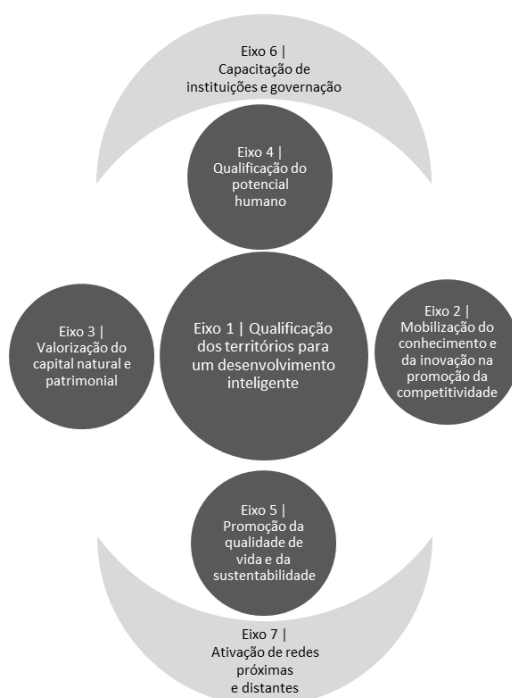 Eixo 6 |
Capacitação de
instituições e governação
Eixo 4 |
Qualificação do
potencial
humano
Eixo 3 |
Valorização do
capital natural e
patrimonial
Eixo 1 | Qualificação
dos territórios para
um desenvolvimento
inteligente
Eixo 2 |
Mobilização do
conhecimento e
da inovação na
promoção da
competitividade
Eixo 5 |
Promoção da
qualidade de
vida e da
sustentabilidade
Eixo 7 |
Ativação de redes
próximas
e distantes